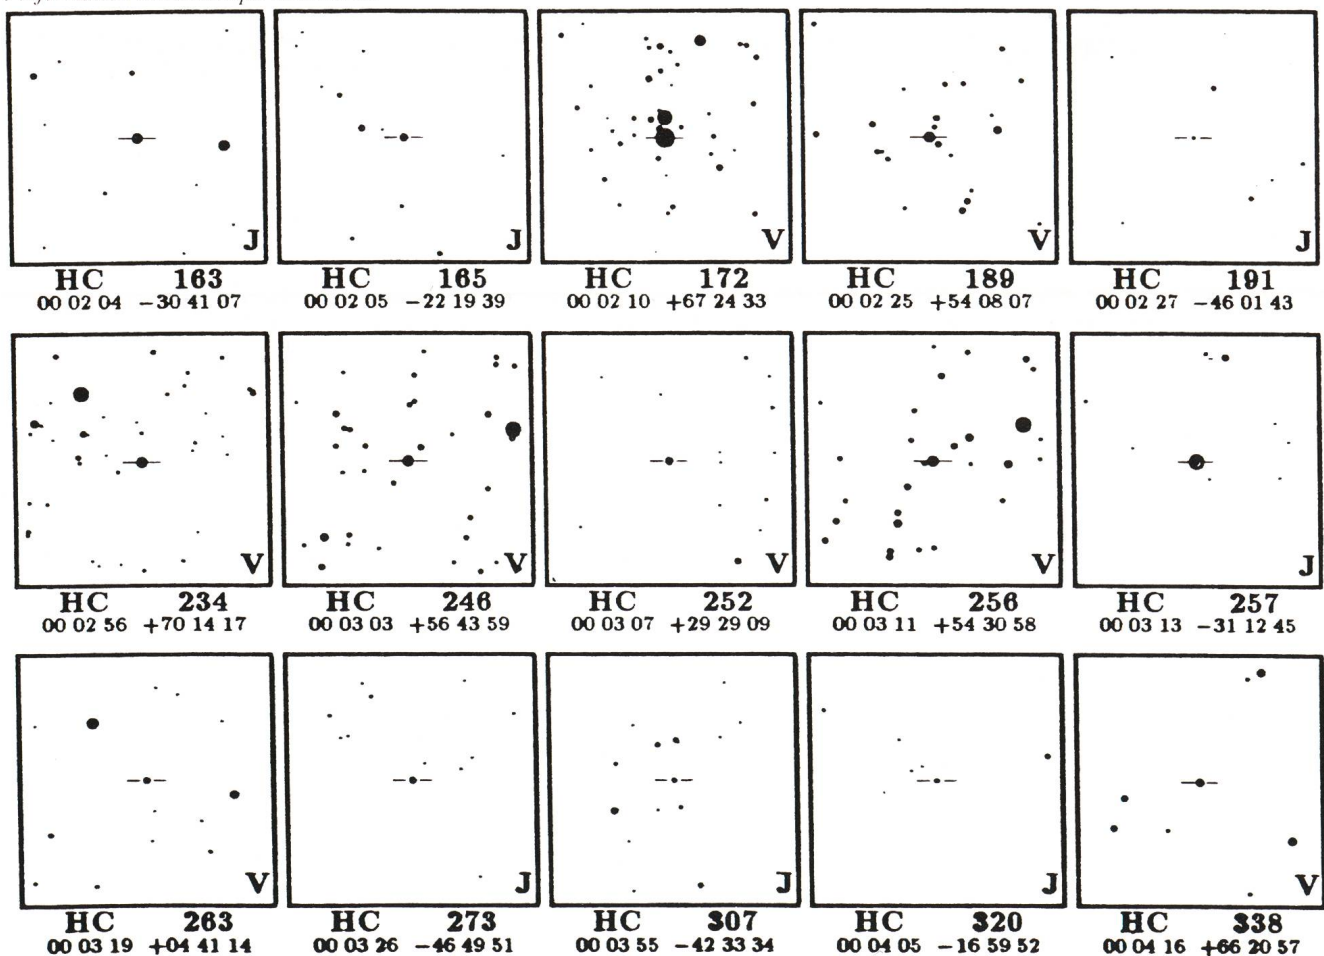 J J V V J
HC 163 HC 165 HC 172 HC 189 HC 191
00 02 04 −30 41 07 00 02 05 −22 19 39 00 02 10 +67 24 33 00 02 25 +54 08 07 00 02 27 −46 01 43
V V V V J
HC 234 HC 246 HC 252 HC 256 HC 257
00 02 56 +70 14 17 00 03 03 +56 43 59 00 03 07 +29 29 09 00 03 11 +54 30 58 00 03 13 −31 12 45
V J J J V
HC 263 HC 273 HC 307 HC 320 HC 338
00 03 19 +04 41 14 00 03 26 −46 49 51 00 03 55 −42 33 34 00 04 05 −16 59 52 00 04 16 +66 20 57